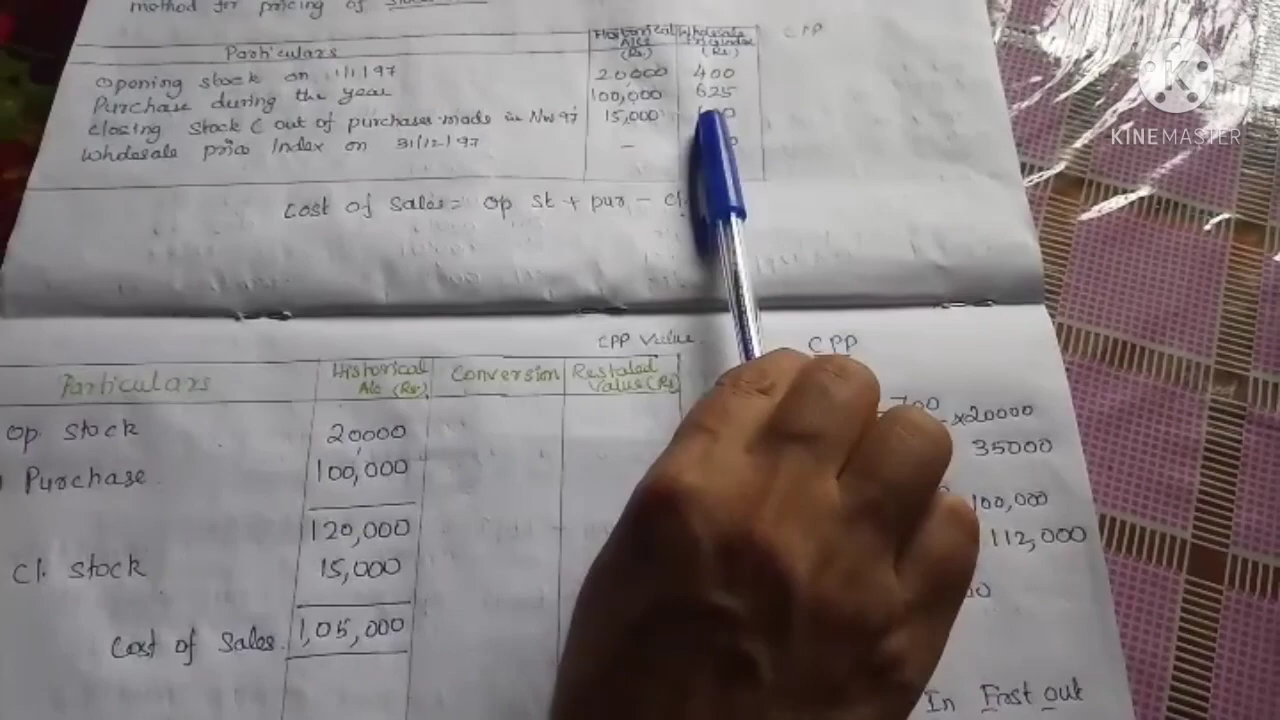 method for pricing of
Particulars Historical A/cs (Rs) Wholesale Price Index (Rs) CPP
Opening stock on 1/1/97 20000 400
Purchase during the year 100,000 625
closing stock ( out of purchases made in Nov 97 15,000
Wholesale price Index on 31/12/97 -
Cost of Sales = op st + pur - cl.
KINEMASTER
CPP Value CPP
Particulars Historical A/c (Rs.) Conversion Restated Value (Rs)
Op. Stock 20000
700 × 20000
35000
Purchase 100,000
100,000
120,000
112,000
Cl. Stock 15,000
Cost of Sales. 1,05,000
In First out